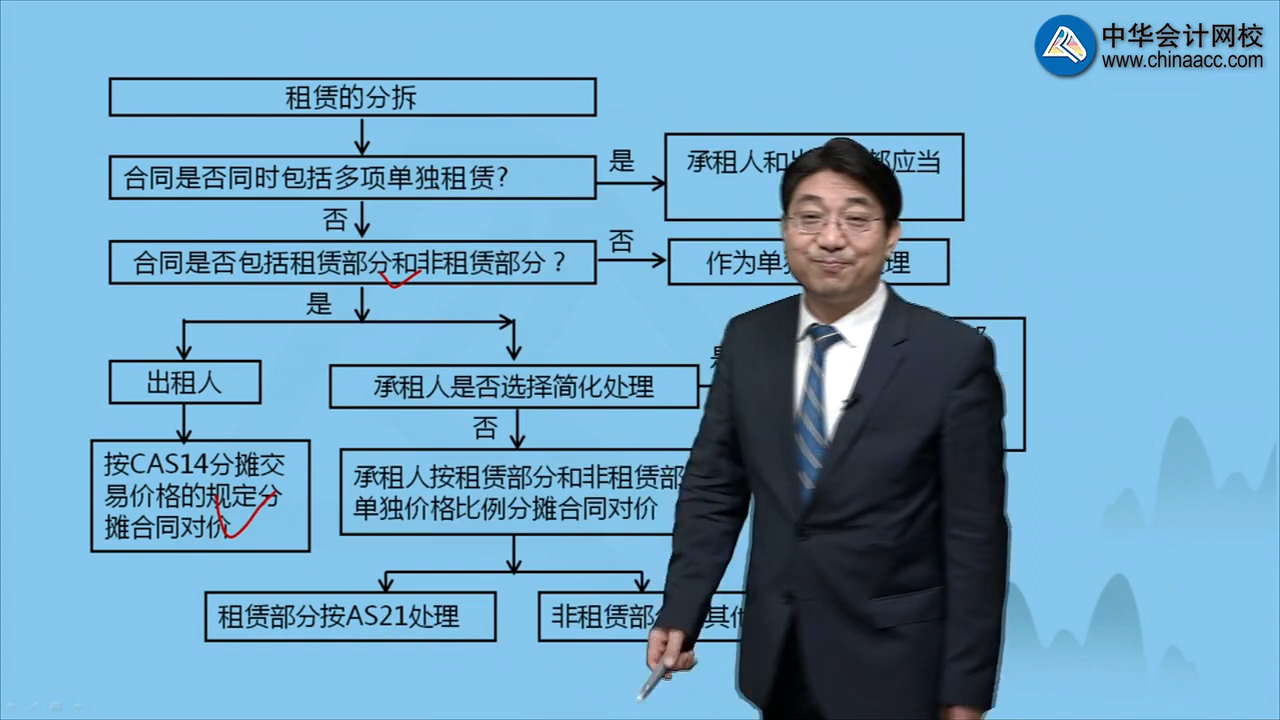 中华会计网校
www.chinaacc.com
租赁的分拆
合同是否同时包括多项单独租赁?
是
承租人和出 都应当
否
合同是否包括租赁部分和非租赁部分？
否
作为单 理
是
出租人
承租人是否选择简化处理
按CAS14分摊交
易价格的规定分
摊合同对价
否
承租人按租赁部分和非租赁部
单独价格比例分摊合同对价
租赁部分按AS21处理
非租赁部 其他